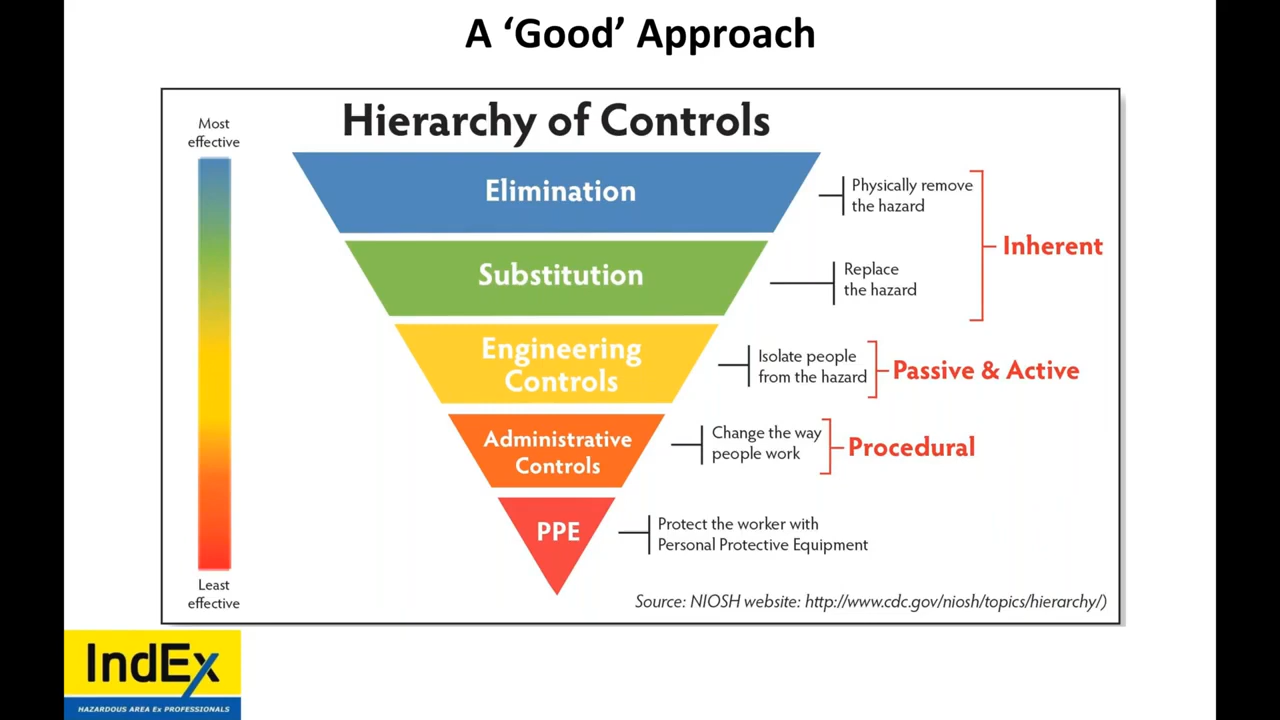 A ‘Good’ Approach
Hierarchy of Controls
Most
effective
Elimination
Physically remove
the hazard
Inherent
Substitution
Replace
the hazard
Engineering
Controls
Isolate people
from the hazard
Passive & Active
Administrative
Controls
Change the way
people work
Procedural
PPE
Protect the worker with
Personal Protective Equipment
Least
effective
Source: NIOSH website: http://www.cdc.gov/niosh/topics/hierarchy/)
IndEx
HAZARDOUS AREA Ex PROFESSIONALS